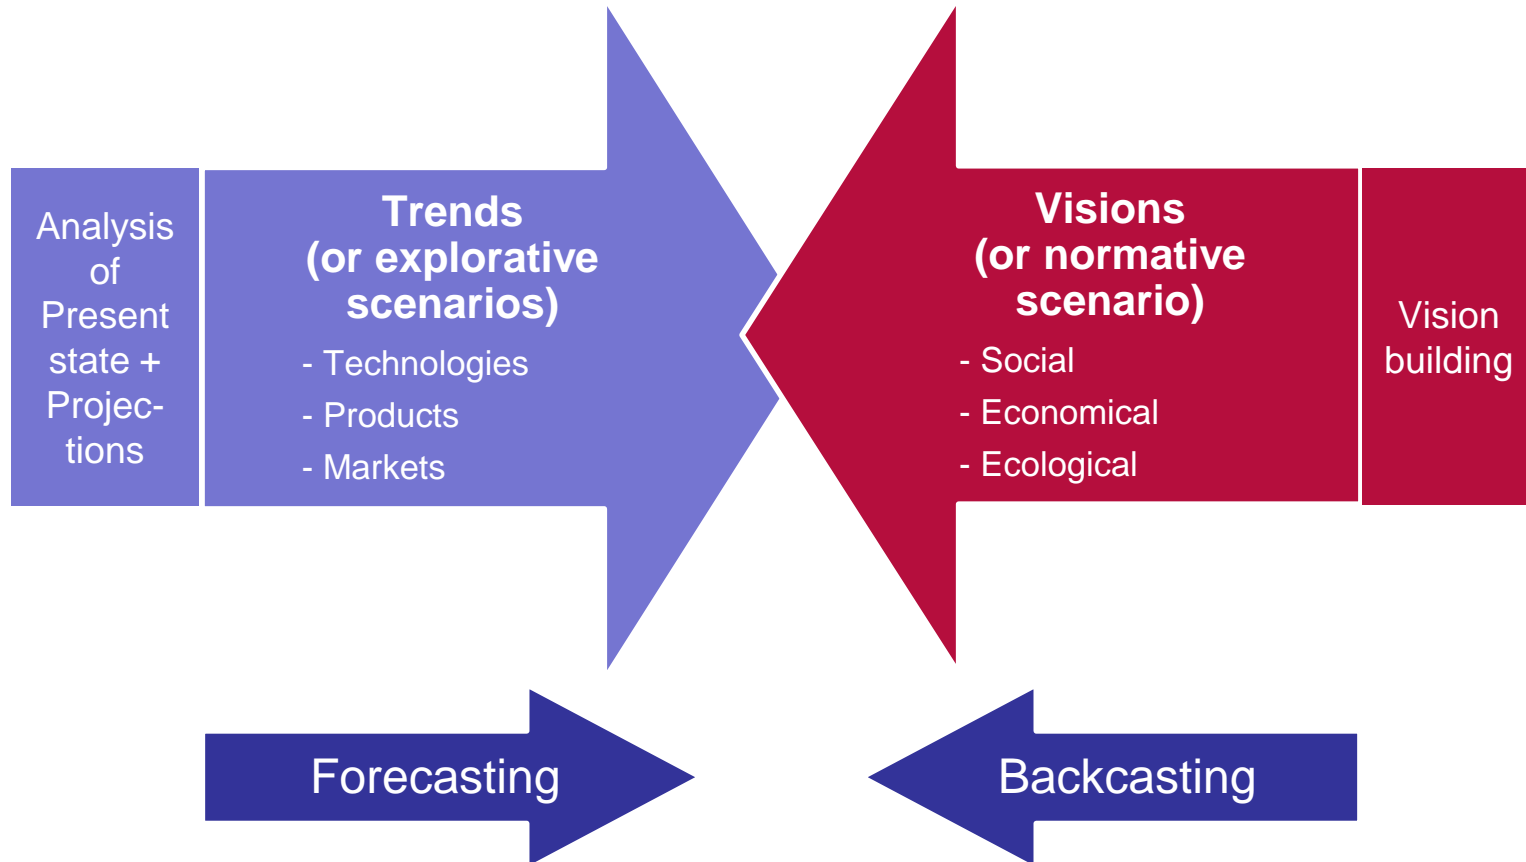 Analysis
of
Present
state +
Projec-
tions
Trends
(or explorative
scenarios)
- Technologies
- Products
- Markets
Visions
(or normative
scenario)
- Social
- Economical
- Ecological
Vision
building
Forecasting
Backcasting